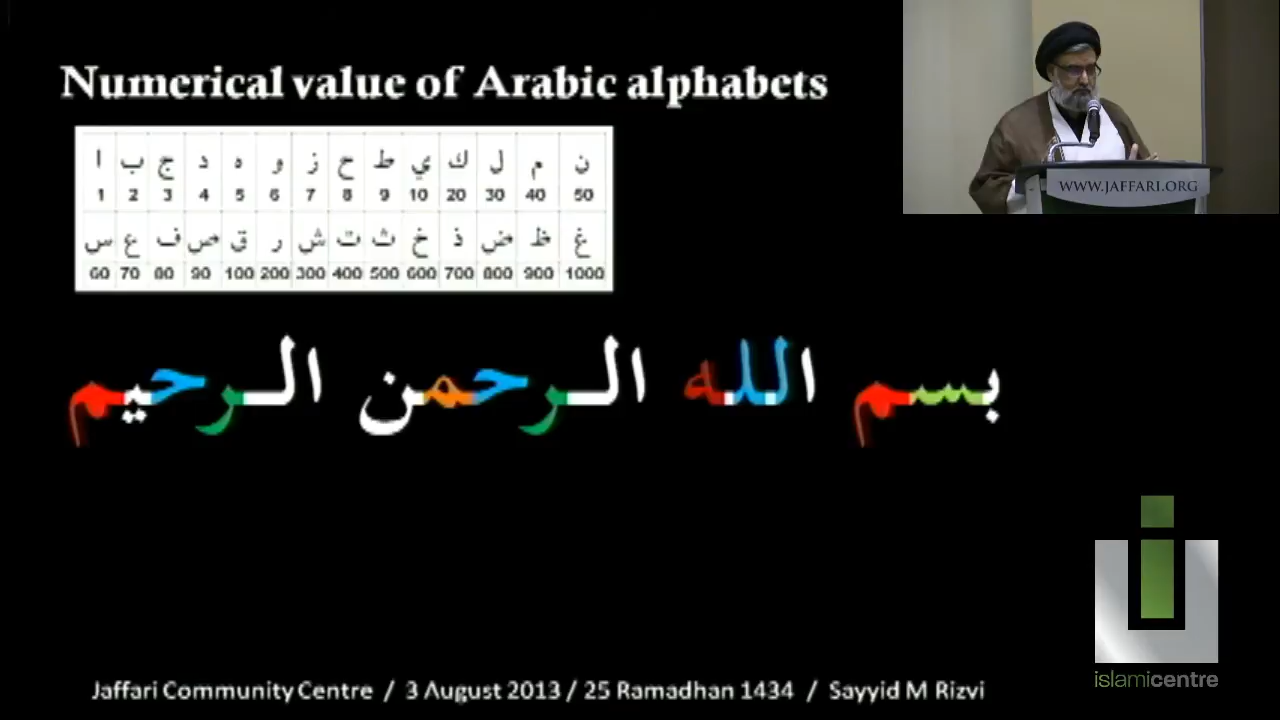 Numerical value of Arabic alphabets
ا ب ج د ه و ز ح ط ي ك ل م ن
1 2 3 4 5 6 7 8 9 10 20 30 40 50
س ع ف ص ق ر ش ت ث خ ذ ض ظ غ
60 70 80 90 100 200 300 400 500 600 700 800 900 1000
بسم الله الرحمن الرحيم
WWW.JAFFARI.ORG
islamicentre
Jaffari Community Centre / 3 August 2013 / 25 Ramadhan 1434 / Sayyid M Rizvi